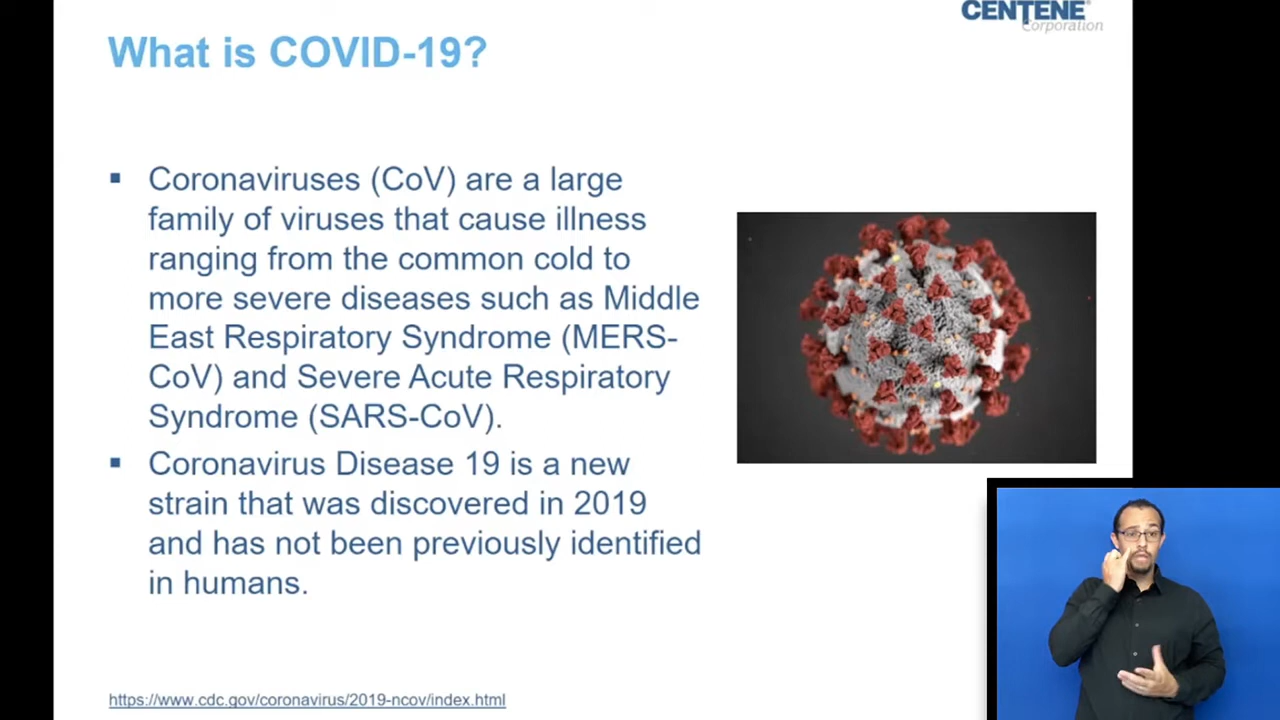 CENTENE
Corporation
What is COVID-19?
▪ Coronaviruses (CoV) are a large
family of viruses that cause illness
ranging from the common cold to
more severe diseases such as Middle
East Respiratory Syndrome (MERS-
CoV) and Severe Acute Respiratory
Syndrome (SARS-CoV).
▪ Coronavirus Disease 19 is a new
strain that was discovered in 2019
and has not been previously identified
in humans.
https://www.cdc.gov/coronavirus/2019-ncov/index.html